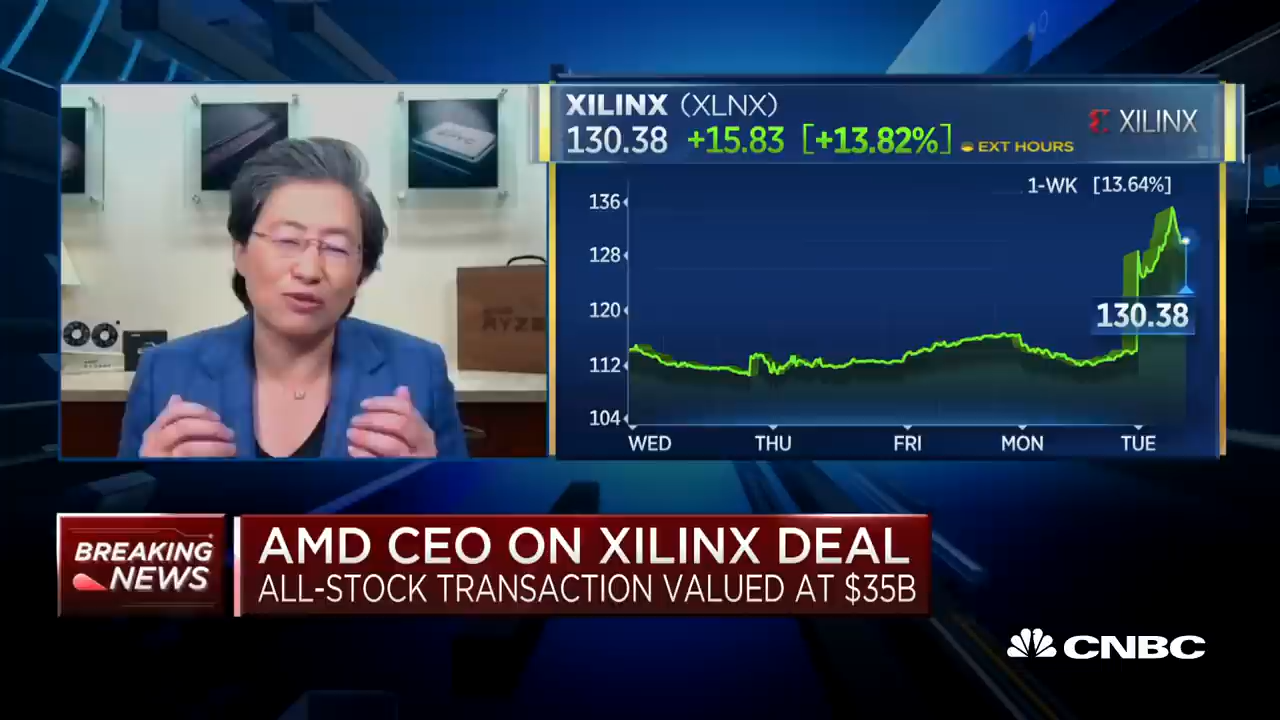 EPYC
RYZEN
XILINX (XLNX)
130.38 +15.83 [+13.82%] EXT HOURS
XILINX
1-WK [13.64%]
136
128
120
112
104
130.38
WED THU FRI MON TUE
BREAKING NEWS
AMD CEO ON XILINX DEAL
ALL-STOCK TRANSACTION VALUED AT $35B
CNBC